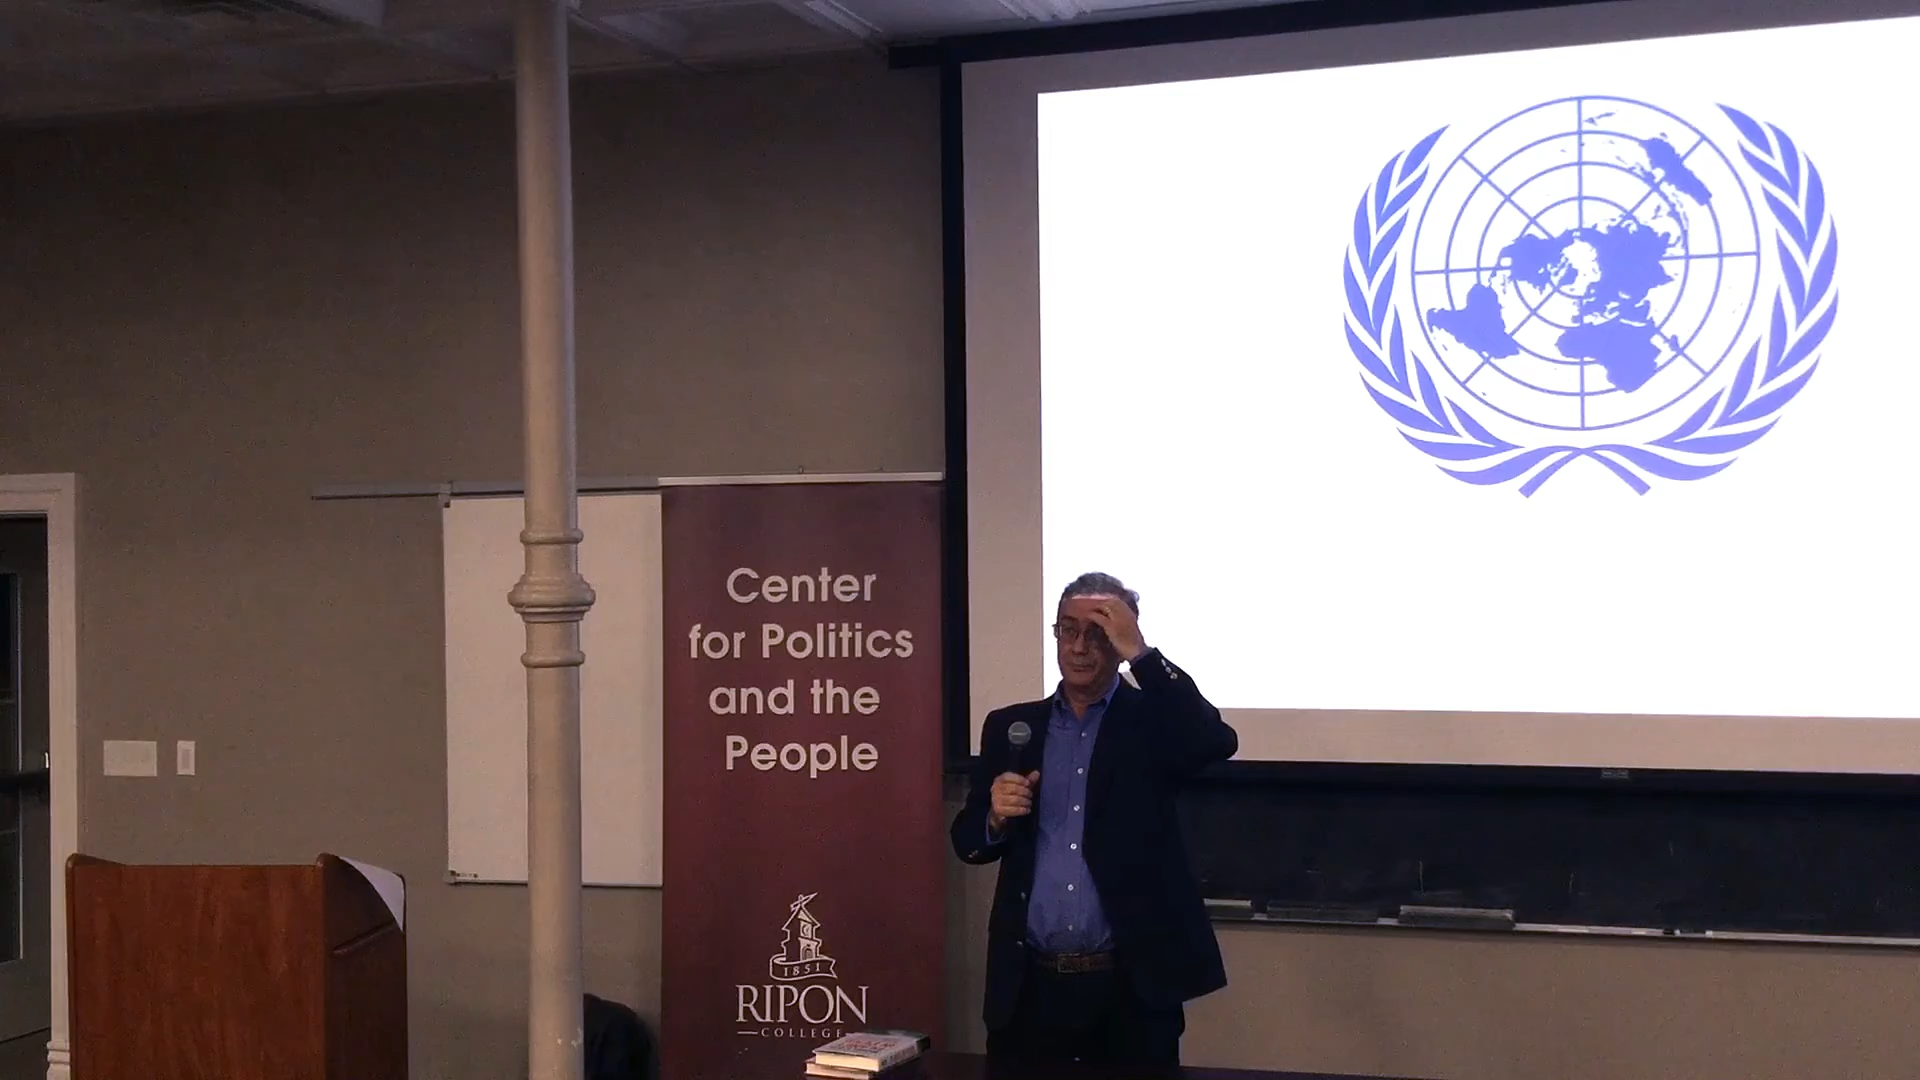 Center
for Politics
and the
People
1851
RIPON
COLLEGE